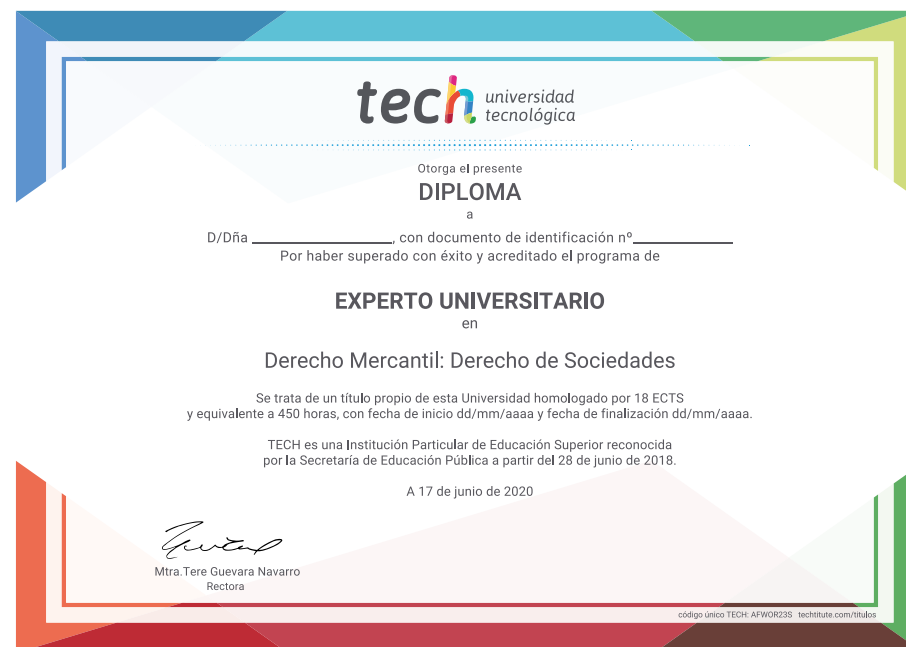 tech universidad
tecnológica
Otorga el presente
DIPLOMA
a
D/Dña ____________________, con documento de identificación nº______________
Por haber superado con éxito y acreditado el programa de
EXPERTO UNIVERSITARIO
en
Derecho Mercantil: Derecho de Sociedades
Se trata de un título propio de esta Universidad homologado por 18 ECTS
y equivalente a 450 horas, con fecha de inicio dd/mm/aaaa y fecha de finalización dd/mm/aaaa.
TECH es una Institución Particular de Educación Superior reconocida
por la Secretaría de Educación Pública a partir del 28 de junio de 2018.
A 17 de junio de 2020
Mtra.Tere Guevara Navarro
Rectora
código único TECH: AFWOR23S techtitute.com/titulos